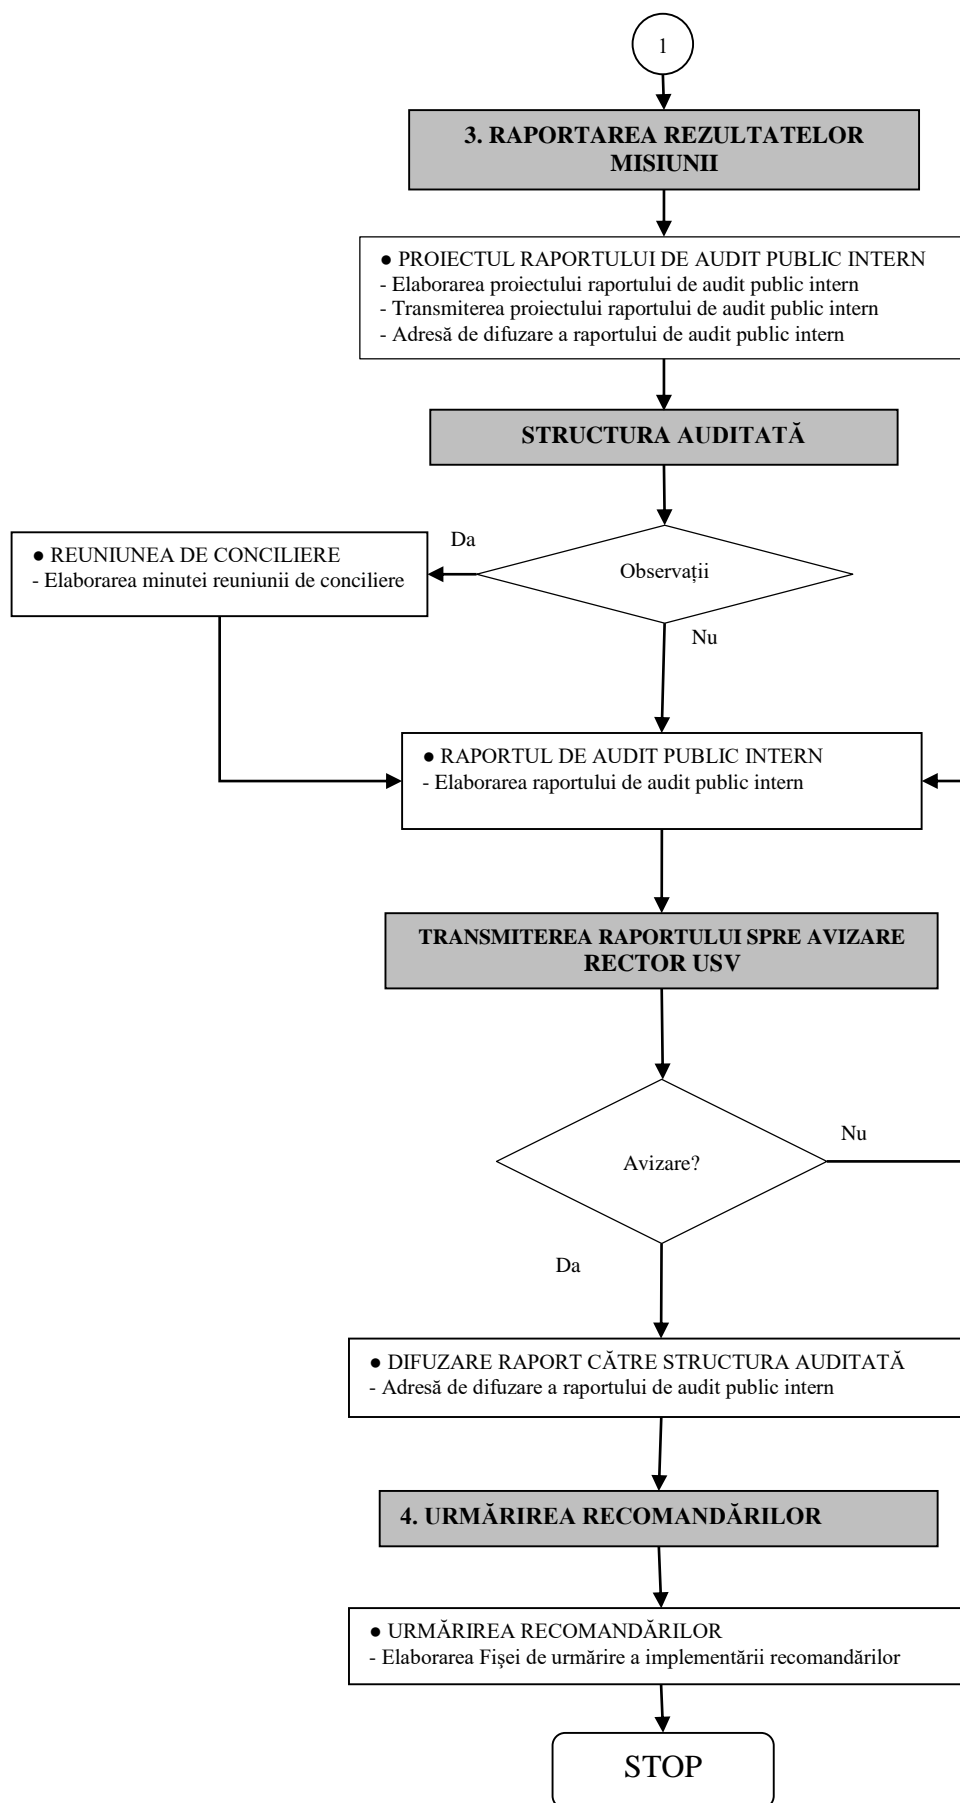 1
3. RAPORTAREA REZULTATELOR
MISIUNII
● PROIECTUL RAPORTULUI DE AUDIT PUBLIC INTERN
- Elaborarea proiectului raportului de audit public intern
- Transmiterea proiectului raportului de audit public intern
- Adresă de difuzare a raportului de audit public intern
STRUCTURA AUDITATĂ
Da
● REUNIUNEA DE CONCILIERE
- Elaborarea minutei reuniunii de conciliere
Observații
Nu
● RAPORTUL DE AUDIT PUBLIC INTERN
- Elaborarea raportului de audit public intern
TRANSMITEREA RAPORTULUI SPRE AVIZARE
RECTOR USV
Nu
Avizare?
Da
● DIFUZARE RAPORT CĂTRE STRUCTURA AUDITATĂ
- Adresă de difuzare a raportului de audit public intern
4. URMĂRIREA RECOMANDĂRILOR
● URMĂRIREA RECOMANDĂRILOR
- Elaborarea Fişei de urmărire a implementării recomandărilor
STOP